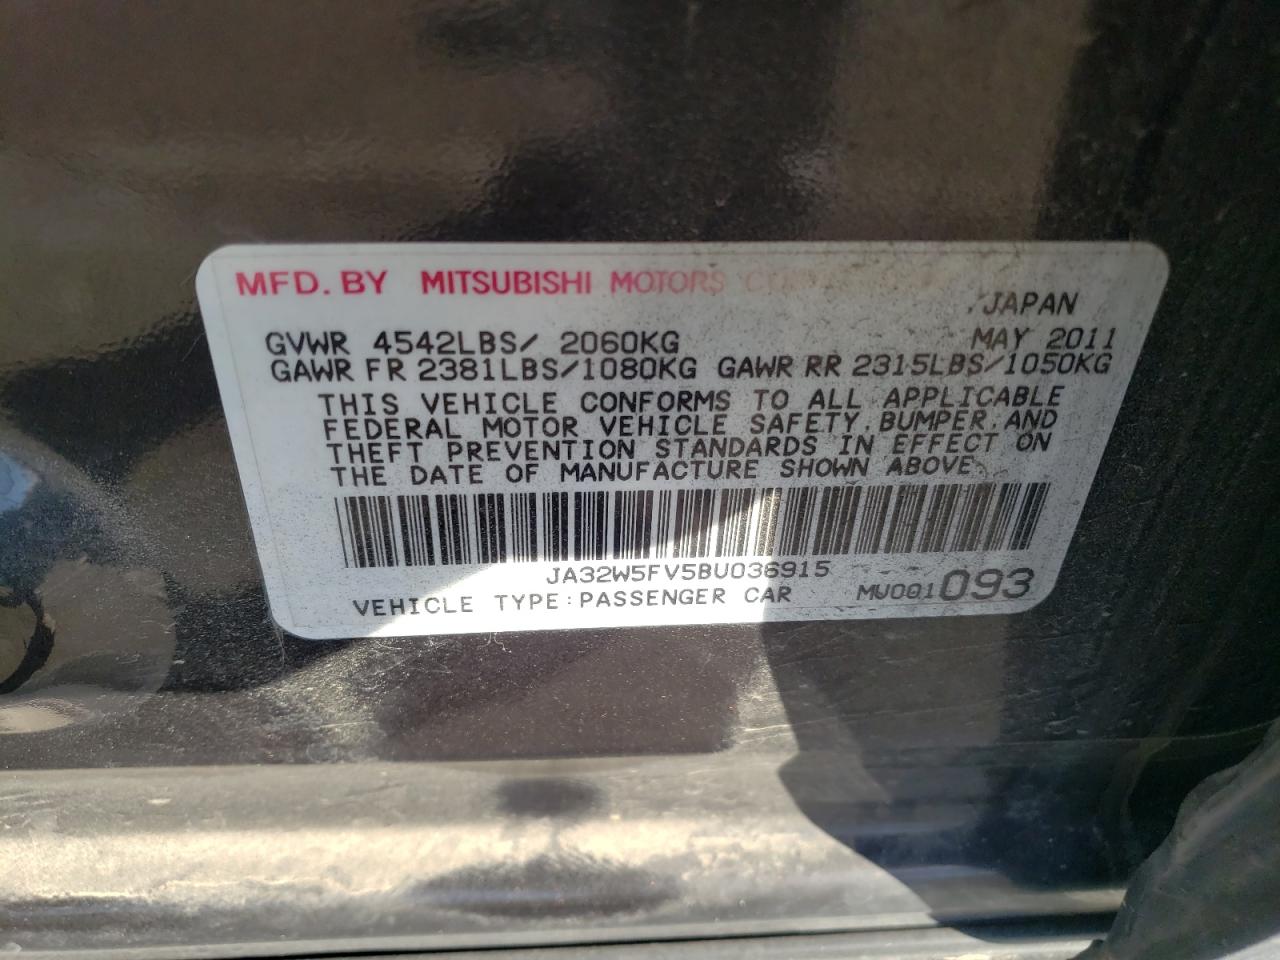 MFD. BY MITSUBISHI MOTORS
JAPAN
GVWR 4542LBS/ 2060KG MAY 2011
GAWR FR 2381LBS/1080KG GAWR RR 2315LBS/1050KG
THIS VEHICLE CONFORMS TO ALL APPLICABLE
FEDERAL MOTOR VEHICLE SAFETY, BUMPER, AND
THEFT PREVENTION STANDARDS IN EFFECT ON
THE DATE OF MANUFACTURE SHOWN ABOVE.
JA32W5FV5BU036915
VEHICLE TYPE:PASSENGER CAR MU001093